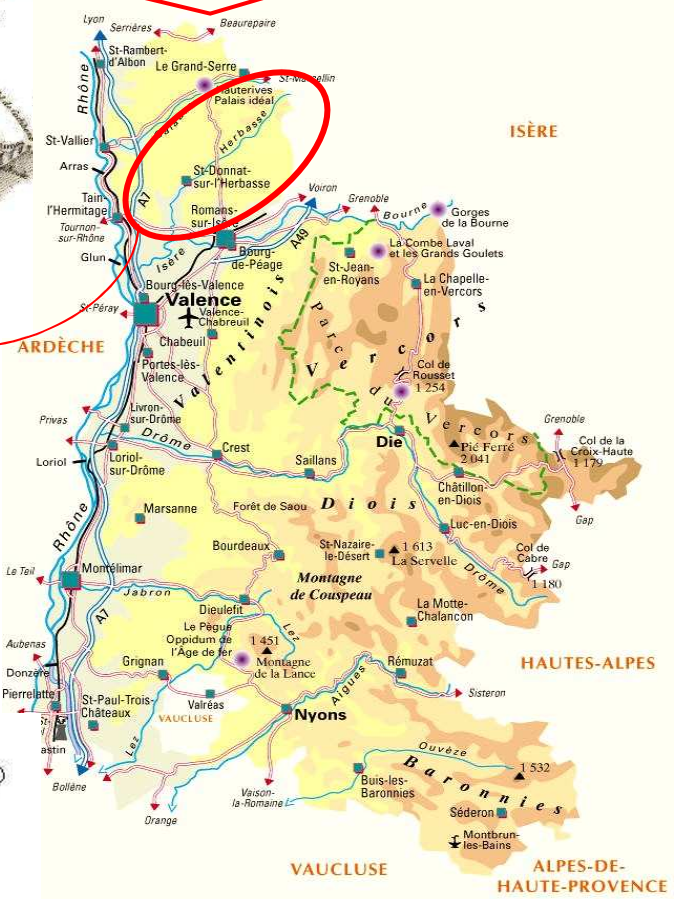 Lyon
Serrières
Beaurepaire
St-Rambert-
d'Albon
Le Grand-Serre
Hauterives
Palais idéal
Rhône
Herbasse
ISÈRE
St-Vallier
Arras
St-Donnat-
sur-l'Herbasse
A7
Tain-
l'Hermitage
Tournon-
sur-Rhône
Romans-
sur-Isère
Voiron
Grenoble
Bourne
Gorges
de la Bourne
Glun
Isère
A49
Bourg-
de-Péage
La Combe Laval
et les Grands Goulets
St-Jean-
en-Royans
La Chapelle-
en-Vercors
Bourg-lès-Valence
Valence
St-Péray
Valence-
Chabreuil
Chabeuil
Valentinois
Parc du Vercors
Vercors
ARDÈCHE
Portes-lès-
Valence
Col de
Rousset
1 254
Privas
Livron-
sur-Drôme
Drôme
Die
Pié Ferré
2 041
Grenoble
Col de la
Croix-Haute
1 179
Loriol
Loriol-
sur-Drôme
Crest
Saillans
Châtillon-
en-Diois
Gap
Marsanne
Forêt de Saou
Diois
Luc-en-Diois
Rhône
Bourdeaux
St-Nazaire-
le-Désert
1 613
La Servelle
Col de
Cabre
Gap
1 180
Drôme
Le Teil
Montélimar
Jabron
Montagne
de Couspeau
Dieulefit
La Motte-
Chalancon
A7
Le Pègue
Oppidum de
l'Âge de fer
Lez
1 451
Montagne
de la Lance
Aubenas
Donzère
Grignan
Rémuzat
HAUTES-ALPES
Pierrelatte
St-Paul-Trois-
Châteaux
Valréas
VAUCLUSE
Aigues
Sisteron
Nyons
St-
astin
Lez
Ouvèze
Baronnies
1 532
Bollène
Orange
Vaison-
la-Romaine
Buis-les-
Baronnies
Séderon
Montbrun-
les-Bains
VAUCLUSE
ALPES-DE-
HAUTE-PROVENCE